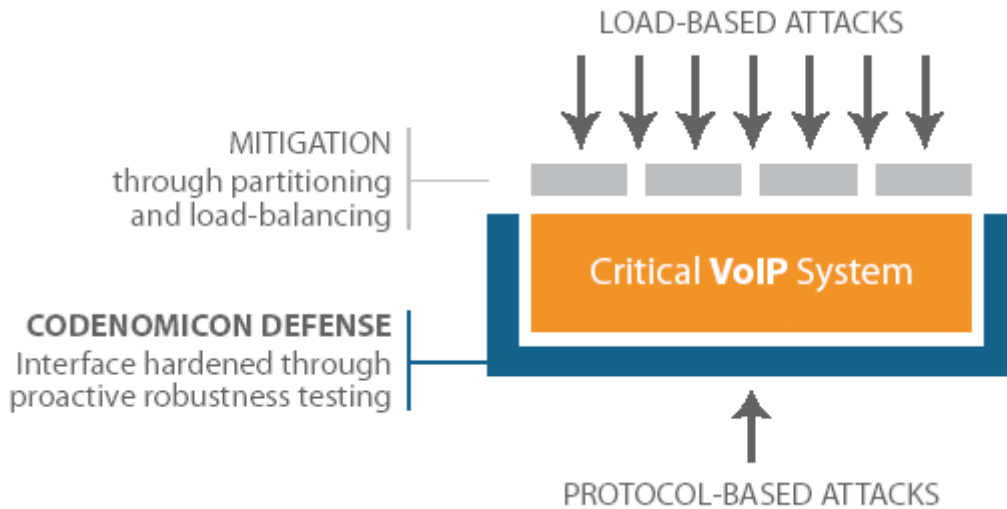 LOAD-BASED ATTACKS
MITIGATION
through partitioning
and load-balancing
Critical VoIP System
CODENOMICON DEFENSE
Interface hardened through
proactive robustness testing
PROTOCOL-BASED ATTACKS